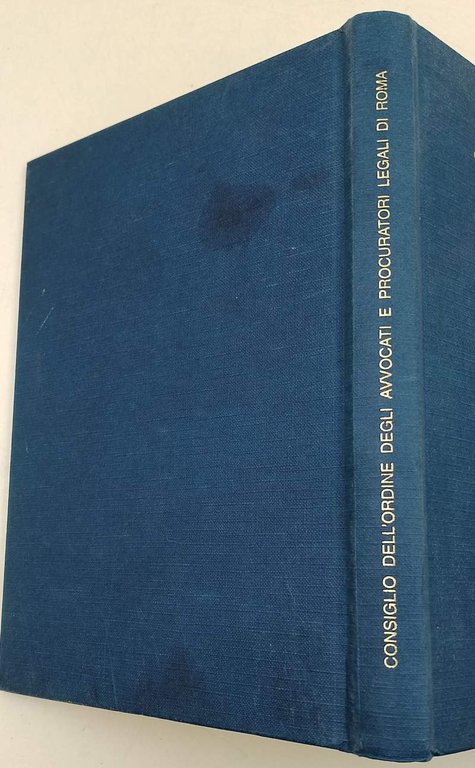 CONSIGLIO DELL'ORDINE DEGLI AVVOCATI E PROCURATORI LEGALI DI ROMA